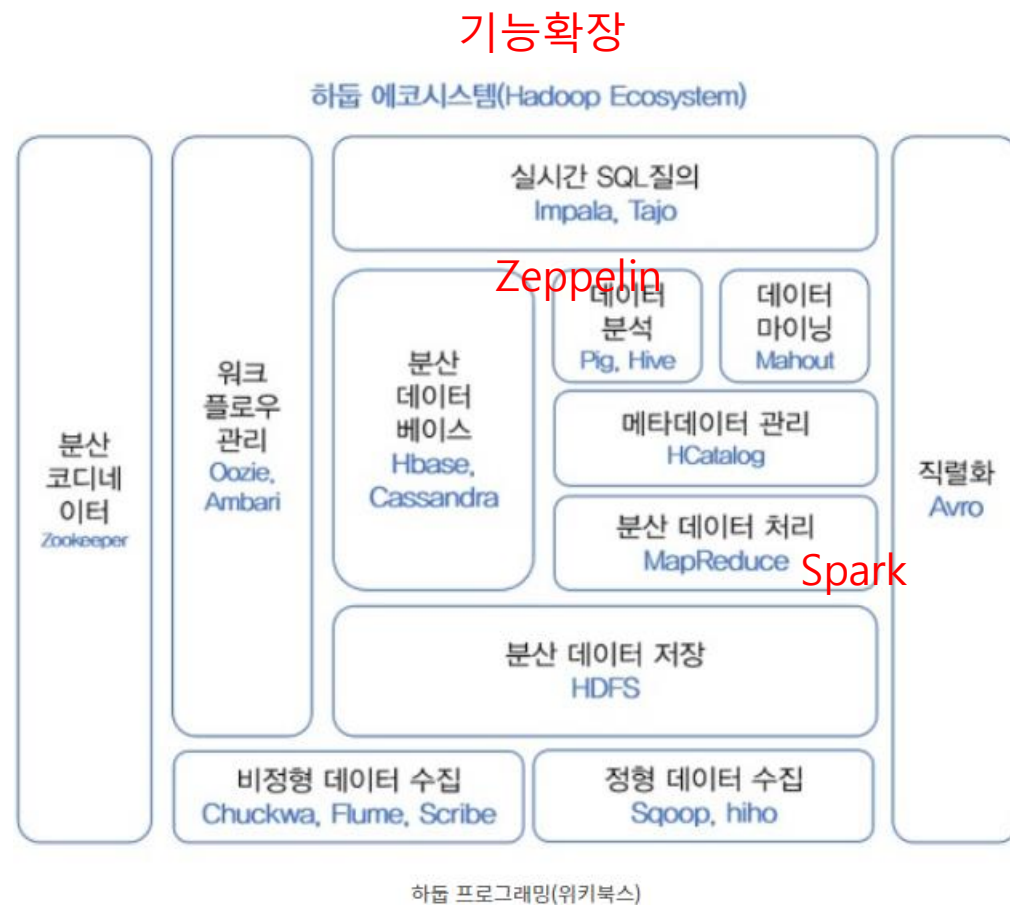 기능확장
하둡 에코시스템(Hadoop Ecosystem)
분산
코디네
이터
Zookeeper
워크
플로우
관리
Oozie,
Ambari
실시간 SQL질의
Impala, Tajo
Zeppelin
분산
데이터
베이스
Hbase,
Cassandra
데이터
분석
Pig, Hive
데이터
마이닝
Mahout
메타데이터 관리
HCatalog
분산 데이터 처리
MapReduce
Spark
분산 데이터 저장
HDFS
직렬화
Avro
비정형 데이터 수집
Chuckwa, Flume, Scribe
정형 데이터 수집
Sqoop, hiho
하둡 프로그래밍(위키북스)